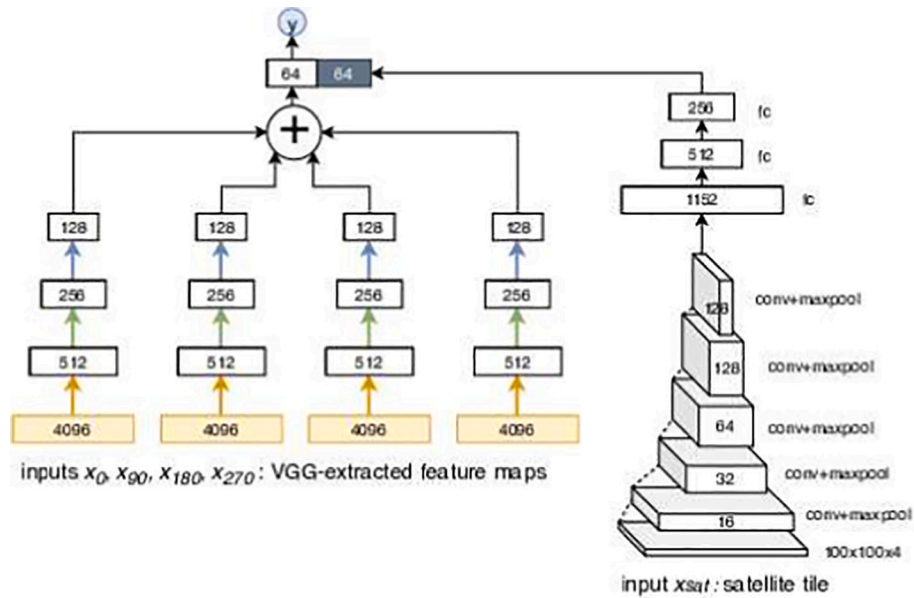 y
64 64
256 fc
512 fc
+
1152 fc
128 128 128 128
128 conv+maxpool
256 256 256 256
512 512 512 512
128 conv+maxpool
4096 4096 4096 4096
64 conv+maxpool
inputs x0, x90, x180, x270 : VGG-extracted feature maps
32 conv+maxpool
16 conv+maxpool
100x100x4
input xsat : satellite tile